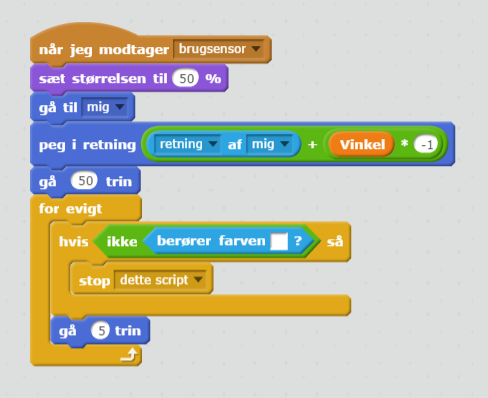 når jeg modtager brugsensor
sæt størrelsen til 50 %
gå til mig
peg i retning retning af mig + Vinkel * -1
gå 50 trin
for evigt
hvis ikke berører farven ? så
stop dette script
gå 5 trin